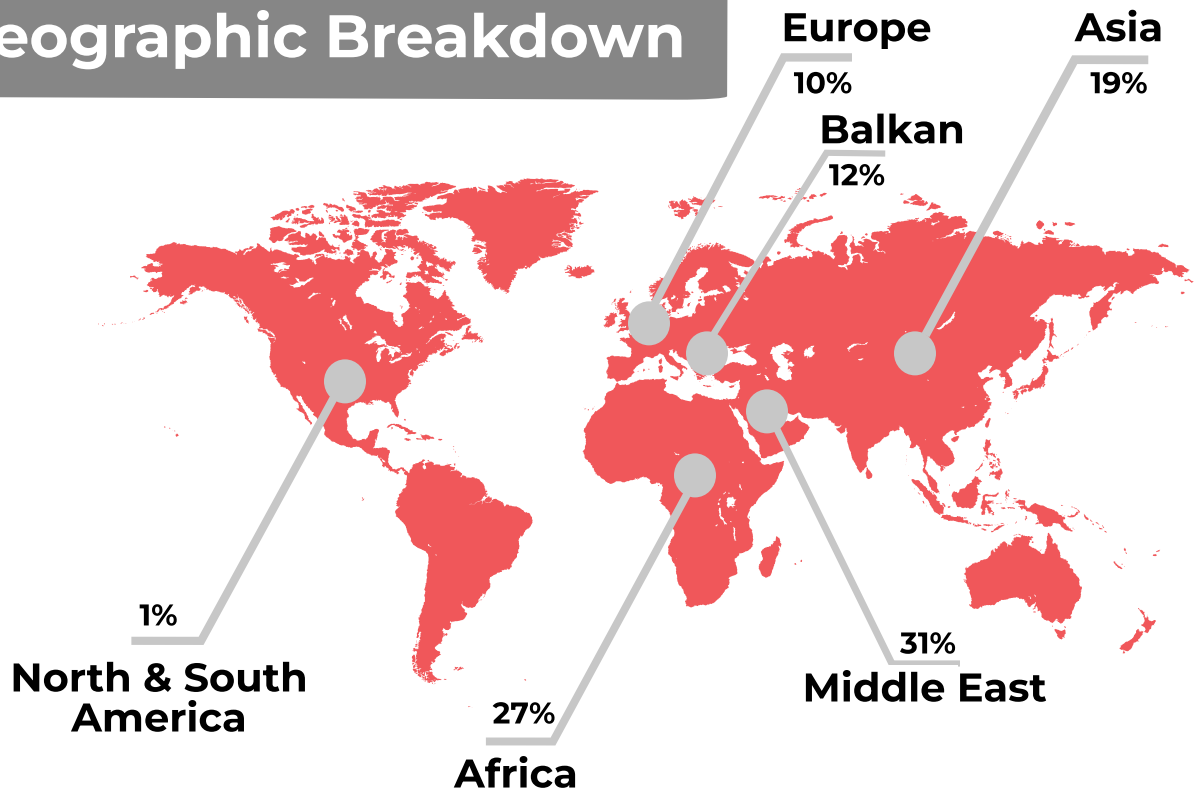 eographic Breakdown
Europe
10%
Asia
19%
Balkan
12%
1%
North & South
America
27%
Africa
31%
Middle East